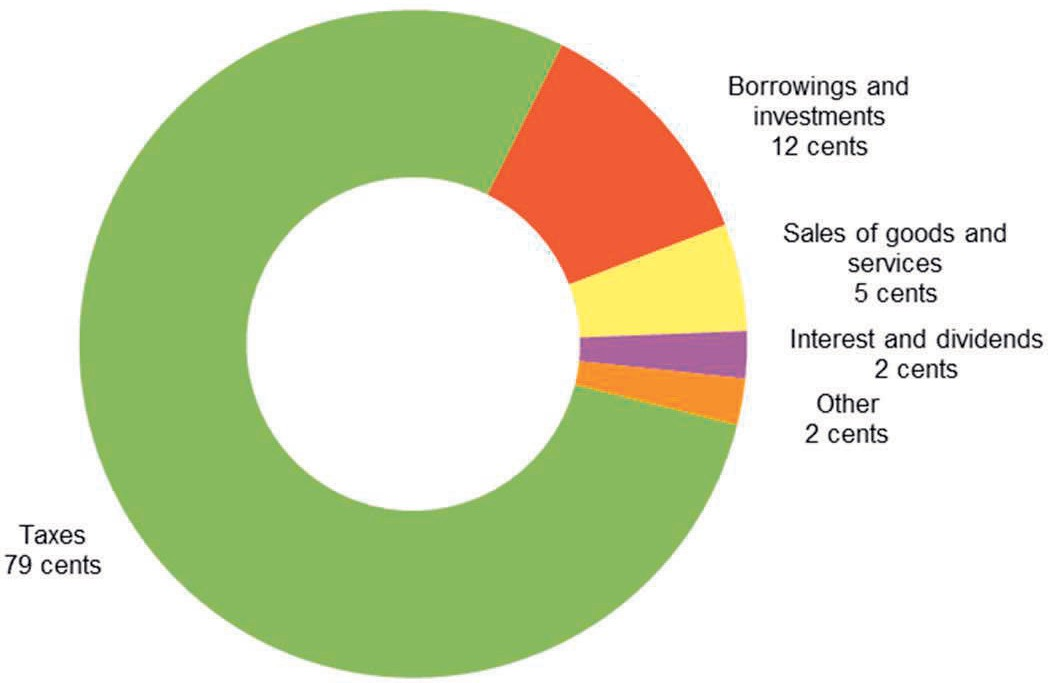 Borrowings and
investments
12 cents
Sales of goods and
services
5 cents
Interest and dividends
2 cents
Other
2 cents
Taxes
79 cents